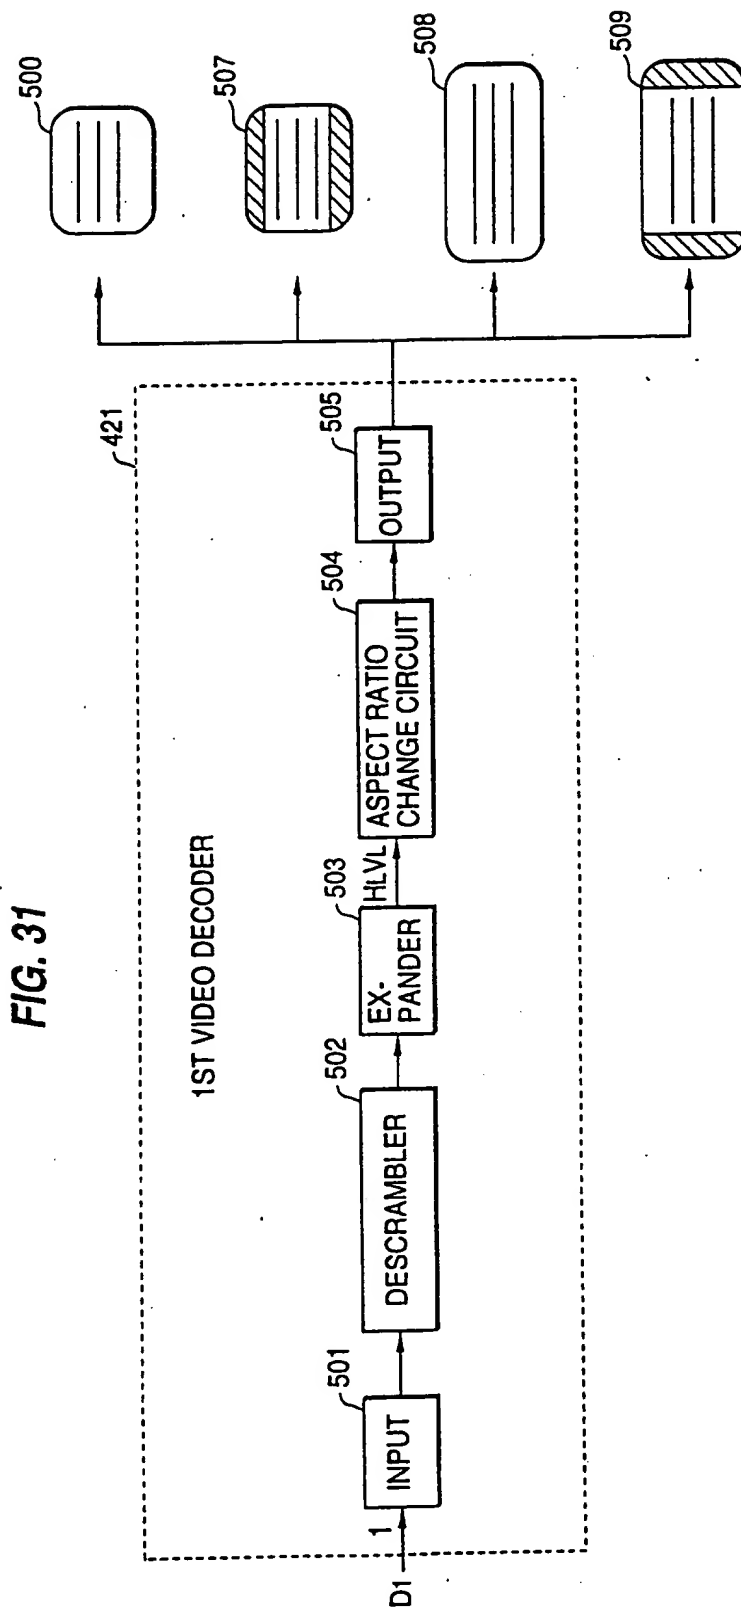 FIG. 31
421
1ST VIDEO DECODER
D1
1
501
INPUT
502
DESCRAMBLER
503
EX-
PANDER
HLVL
504
ASPECT RATIO
CHANGE CIRCUIT
505
OUTPUT
500
507
508
509